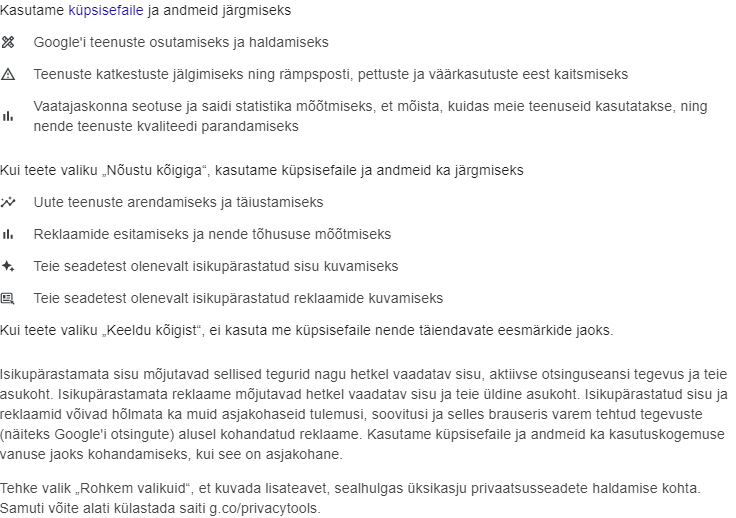 Kasutame küpsisefaile ja andmeid järgmiseks
Google'i teenuste osutamiseks ja haldamiseks
Teenuste katkestuste jälgimiseks ning rämpsposti, pettuste ja väärkasutuste eest kaitsmiseks
Vaatajaskonna seotuse ja saidi statistika mõõtmiseks, et mõista, kuidas meie teenuseid kasutatakse, ning
nende teenuste kvaliteedi parandamiseks
Kui teete valiku „Nõustu kõigiga“, kasutame küpsisefaile ja andmeid ka järgmiseks
Uute teenuste arendamiseks ja täiustamiseks
Reklaamide esitamiseks ja nende tõhususe mõõtmiseks
Teie seadetest olenevalt isikupärastatud sisu kuvamiseks
Teie seadetest olenevalt isikupärastatud reklaamide kuvamiseks
Kui teete valiku „Keeldu kõigist“, ei kasuta me küpsisefaile nende täiendavate eesmärkide jaoks.
Isikupärastamata sisu mõjutavad sellised tegurid nagu hetkel vaadatav sisu, aktiivse otsinguseansi tegevus ja teie
asukoht. Isikupärastamata reklaame mõjutavad hetkel vaadatav sisu ja teie üldine asukoht. Isikupärastatud sisu ja
reklaamid võivad hõlmata ka muid asjakohaseid tulemusi, soovitusi ja selles brauseris varem tehtud tegevuste
(näiteks Google'i otsingute) alusel kohandatud reklaame. Kasutame küpsisefaile ja andmeid ka kasutuskogemuse
vanuse jaoks kohandamiseks, kui see on asjakohane.
Tehke valik „Rohkem valikuid“, et kuvada lisateavet, sealhulgas üksikasju privaatsusseadete haldamise kohta.
Samuti võite alati külastada saiti g.co/privacytools.